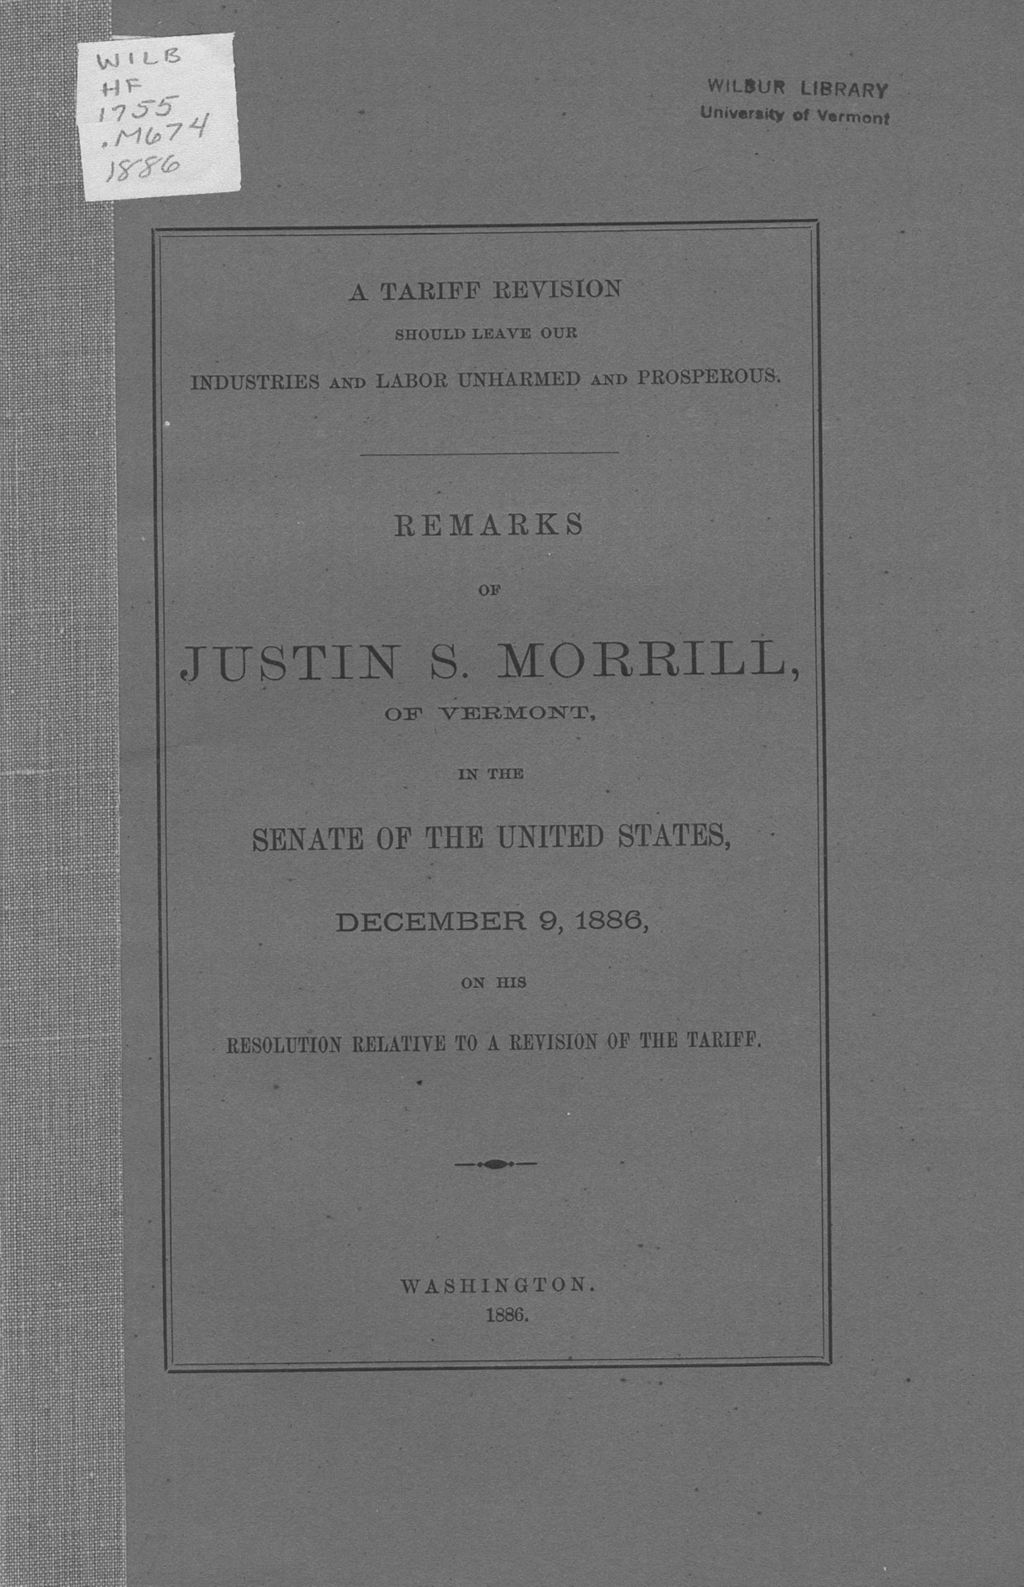 WILB
HF
1755
.M674
1886
WILBUR LIBRARY
University of Vermont
A TARIFF REVISION
SHOULD LEAVE OUR
INDUSTRIES AND LABOR UNHARMED AND PROSPEROUS.
REMARKS
OF
JUSTIN S. MORRILL,
OF VERMONT,
IN THE
SENATE OF THE UNITED STATES,
DECEMBER 9, 1886,
ON HIS
RESOLUTION RELATIVE TO A REVISION OF THE TARIFF.
WASHINGTON.
1886.